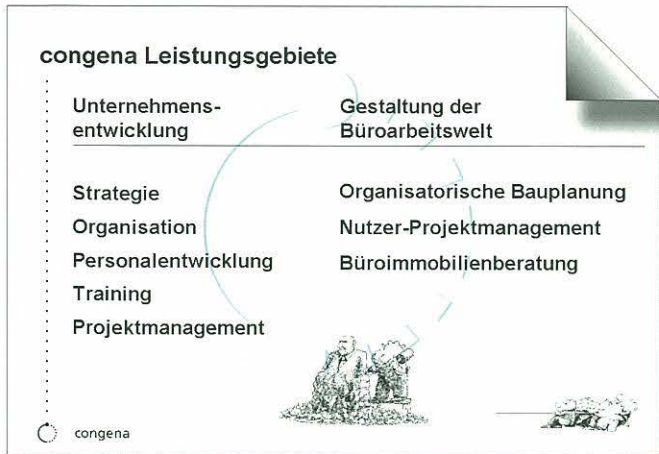 congena Leistungsgebiete
Unternehmens-
entwicklung
Gestaltung der
Büroarbeitswelt
Strategie
Organisation
Personalentwicklung
Training
Projektmanagement
Organisatorische Bauplanung
Nutzer-Projektmanagement
Büroimmobilienberatung
congena